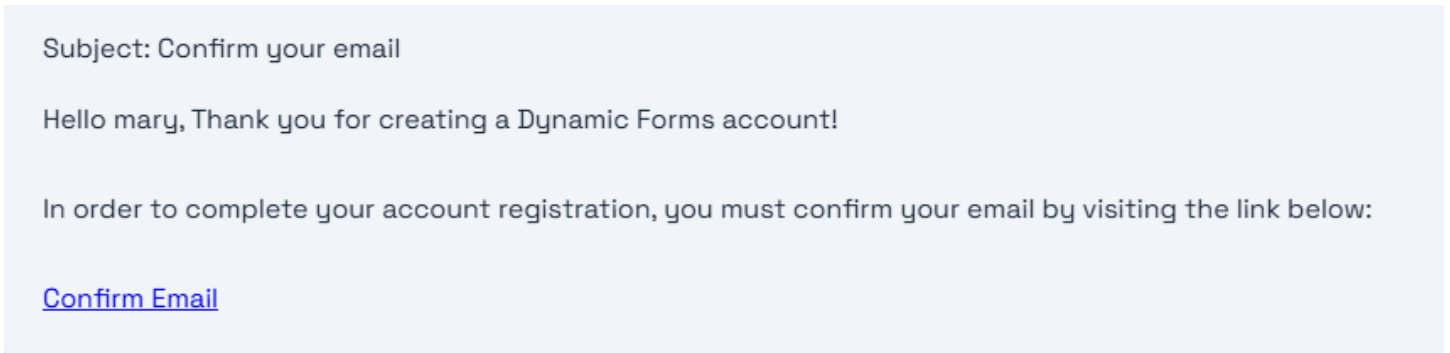 Subject: Confirm your email
Hello mary, Thank you for creating a Dynamic Forms account!
In order to complete your account registration, you must confirm your email by visiting the link below:
Confirm Email